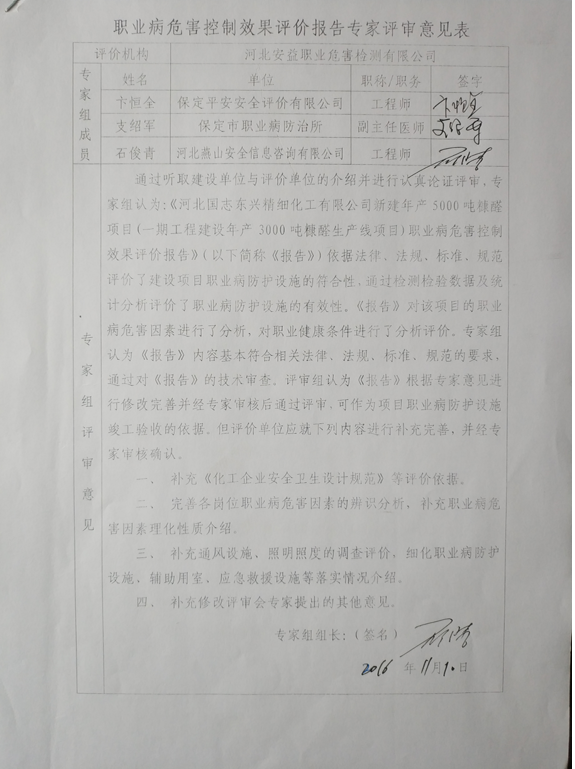 职业病危害控制效果评价报告专家评审意见表
评价机构 河北安益职业危害检测有限公司
专家组成员 姓名 单位 职称/职务 签字
卞恒全 保定平安安全评价有限公司 工程师 卞恒全
支绍军 保定市职业病防治所 副主任医师 支绍军
石俊青 河北燕山安全信息咨询有限公司 工程师 石俊青
专家组评审意见
通过听取建设单位与评价单位的介绍并进行认真论证评审，专
家组认为：《河北国志东兴精细化工有限公司新建年产 5000 吨糠醛
项目(一期工程建设年产 3000 吨糠醛生产线项目)职业病危害控制
效果评价报告》(以下简称《报告》)依据法律、法规、标准、规范
评价了建设项目职业病防护设施的符合性，通过检测检验数据及统
计分析评价了职业病防护设施的有效性。《报告》对该项目的职业
病危害因素进行了分析，对职业健康条件进行了分析评价。专家组
认为《报告》内容基本符合相关法律、法规、标准、规范的要求，
通过对《报告》的技术审查。评审组认为《报告》根据专家意见进
行修改完善并经专家审核后通过评审，可作为项目职业病防护设施
竣工验收的依据。但评价单位应就下列内容进行补充完善，并经专
家审核确认。
一、 补充《化工企业安全卫生设计规范》等评价依据。
二、 完善各岗位职业病危害因素的辨识分析，补充职业病危
害因素理化性质介绍。
三、 补充通风设施、照明照度的调查评价，细化职业病防护
设施、辅助用室、应急救援设施等落实情况介绍。
四、 补充修改评审会专家提出的其他意见。
专家组组长：(签名) 石俊青
2016 年 11 月 10 日